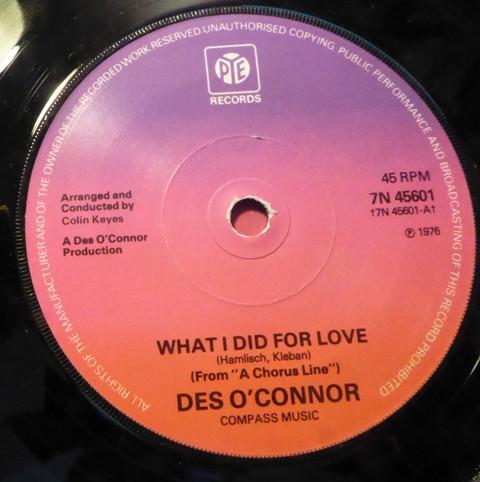 ALL RIGHTS OF THE MANUFACTURER AND OF THE OWNER OF THE RECORDED WORK RESERVED UNAUTHORISED COPYING, PUBLIC PERFORMANCE AND BROADCASTING OF THIS RECORD PROHIBITED
PYE
RECORDS
Arranged and
Conducted by
Colin Keyes
A Des O'Connor
Production
45 RPM
7N 45601
†7N 45601-A†
℗ 1976
WHAT I DID FOR LOVE
(Hamlisch, Kleban)
(From "A Chorus Line")
DES O'CONNOR
COMPASS MUSIC